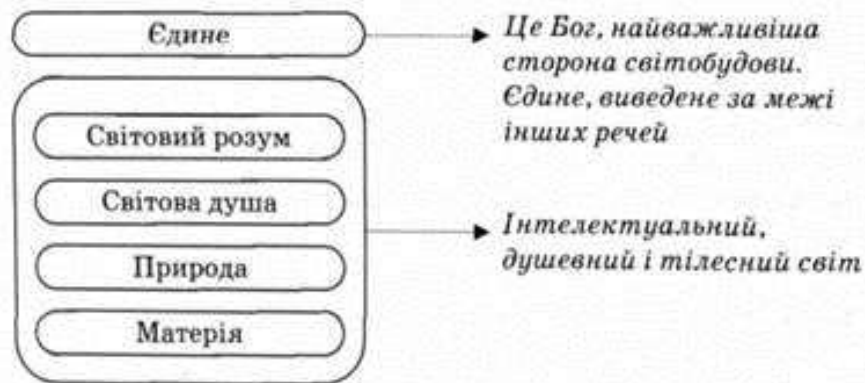 Єдине
Це Бог, найважливіша
сторона світобудови.
Єдине, виведене за межі
інших речей
Світовий розум
Світова душа
Природа
Матерія
Інтелектуальний,
душевний і тілесний світ